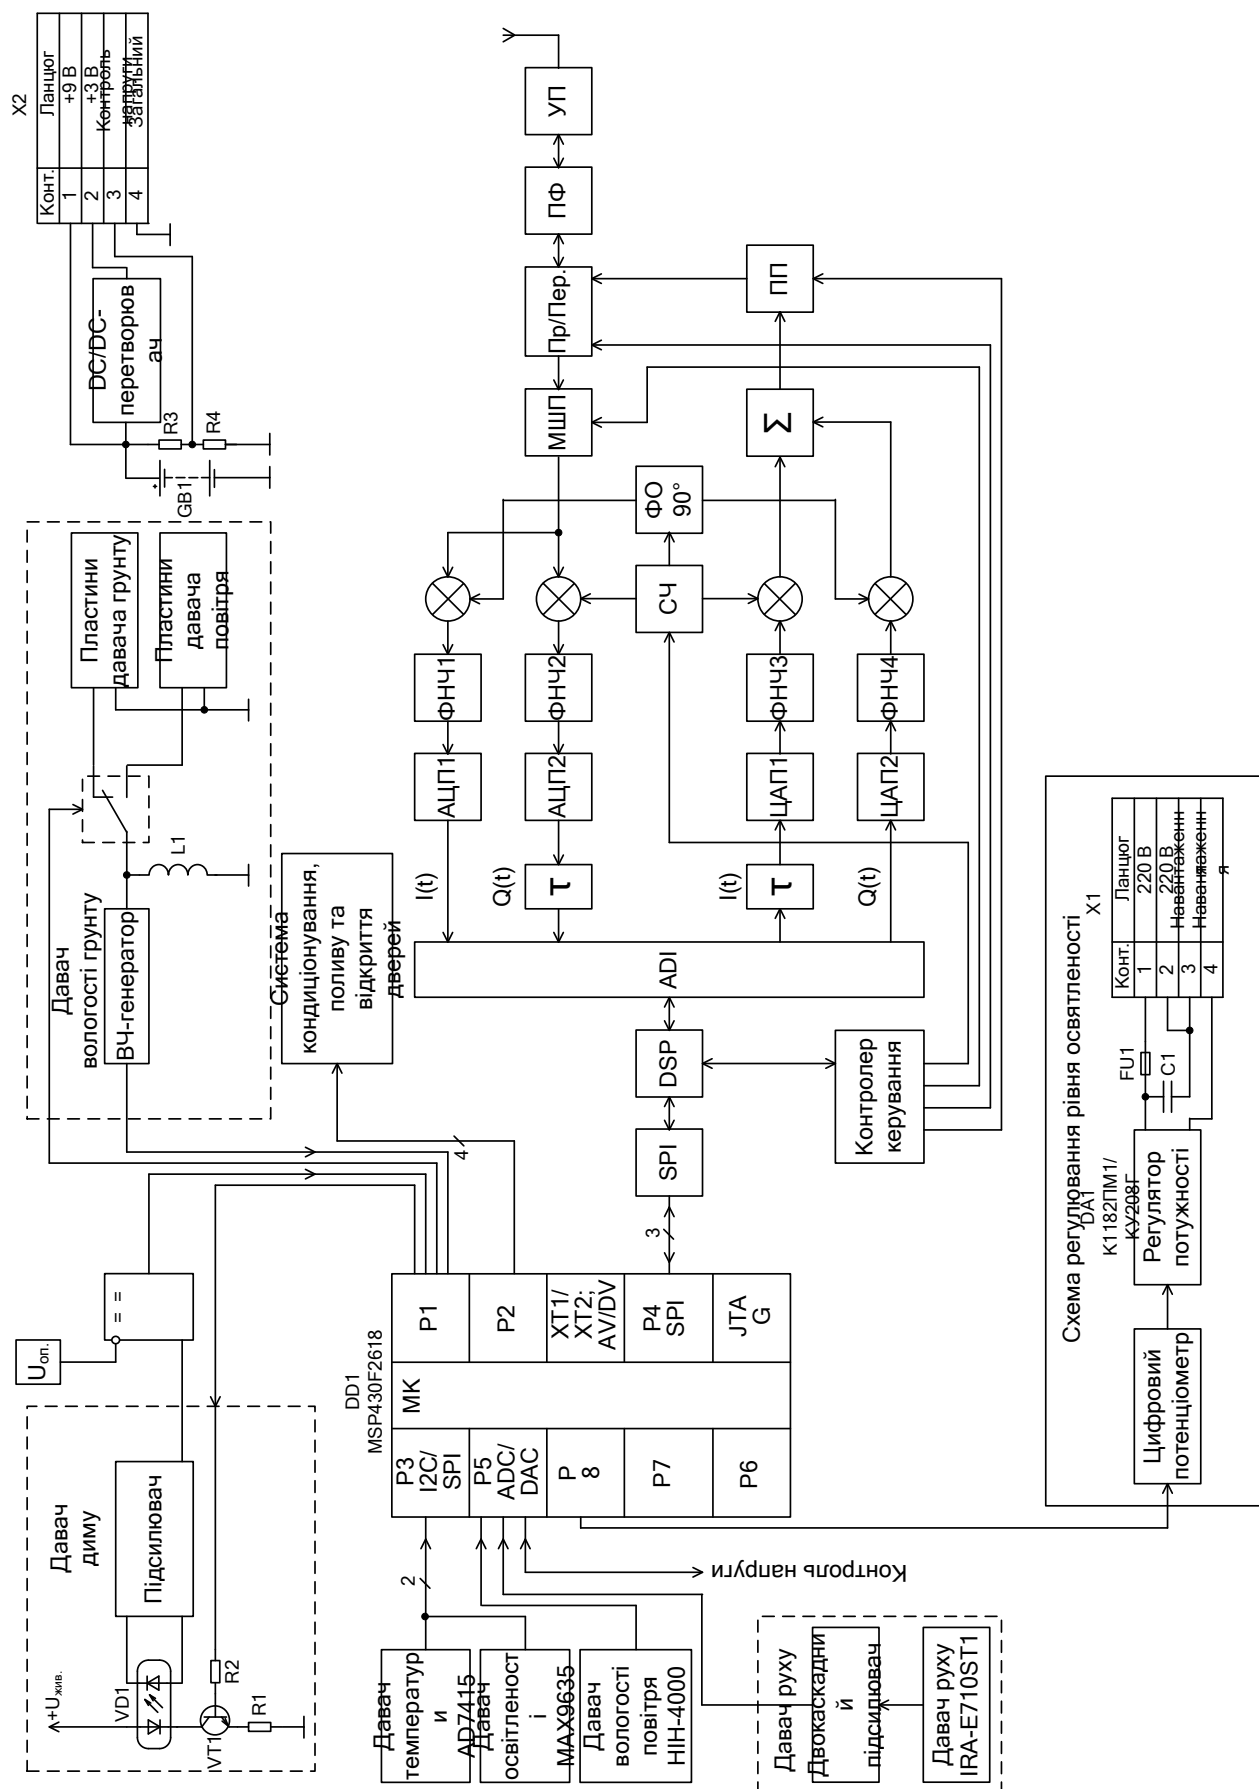 X2
Конт.
Ланцюг
1
+9 В
2
+3 В
3
Контроль
напруги
4
Загальний
DC/DC-
перетворюв
ач
R3
R4
GB1
+
УП
ПФ
Пр/Пер.
МШП
ПП
Σ
ФО
90°
СЧ
ФНЧ1
ФНЧ2
ФНЧ3
ФНЧ4
АЦП1
АЦП2
ЦАП1
ЦАП2
I(t)
Q(t)
τ
I(t)
τ
Q(t)
ADI
DSP
SPI
3
Контролер
керування
Давач
вологості грунту
ВЧ-генератор
L1
Пластини
давача грунту
Пластини
давача
повітря
Система
кондиціонування,
поливу та
відкриття
дверей
4
Uоп.
= =
Давач
диму
Підсилювач
+Uжив.
VD1
VT1
R2
R1
DD1
MSP430F2618
МК
P1
P2
XT1/
XT2;
AV/DV
P4
SPI
JTA
G
P3
I2C/
SPI
P5
ADC/
DAC
P
8
P7
P6
2
Контроль напруги
Давач
температур
и
AD7415
Давач
освітленост
і
MAX9635
Давач
вологості
повітря
HIH-4000
Давач руху
Двокаскадни
й
підсилювач
Давач руху
IRA-E710ST1
Схема регулювання рівня освятленості
X1
Конт.
Ланцюг
1
220 В
2
220 В
3
Навантаженн
я
4
Навантаженн
я
FU1
C1
DA1
К1182ПМ1/
КУ208Г
Регулятор
потужності
Цифровий
потенціометр